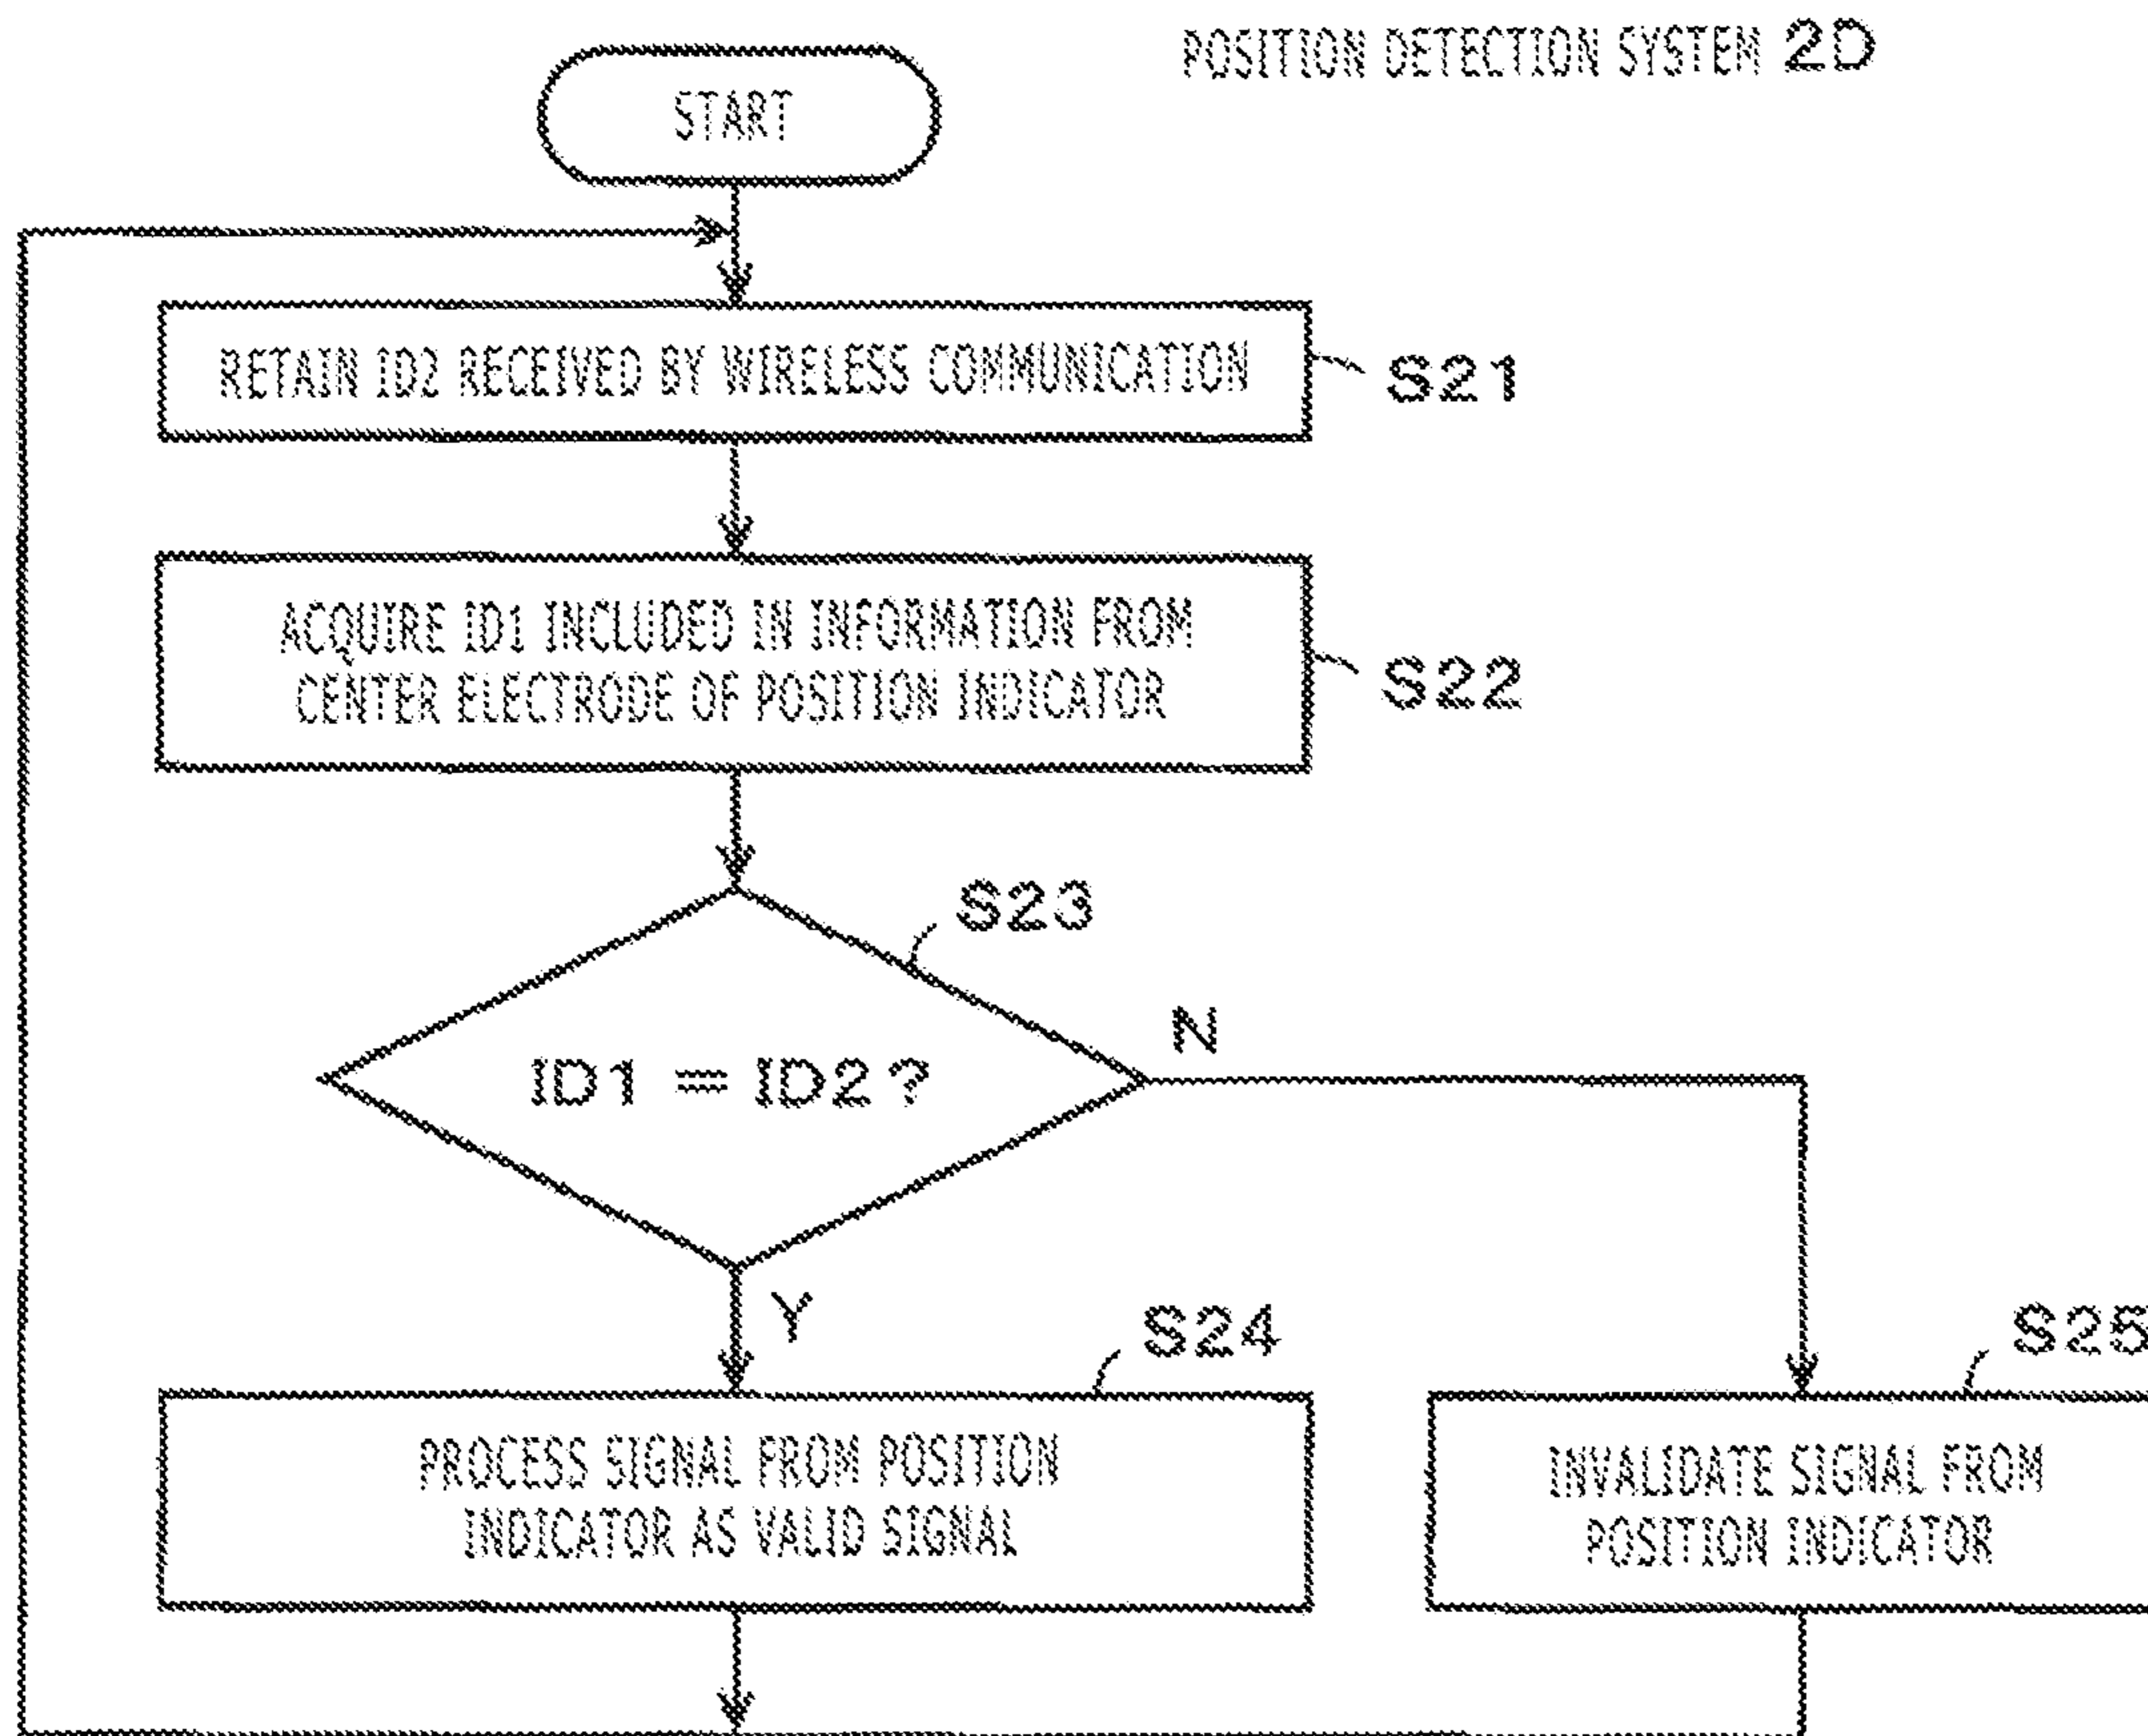 POSITION DETECTION SYSTEM 2D
START
RETAIN ID2 RECEIVED BY WIRELESS COMMUNICATION
S21
ACQUIRE ID1 INCLUDED IN INFORMATION FROM
CENTER ELECTRODE OF POSITION INDICATOR
S22
S23
ID1 = ID2 ?
N
Y
S24
PROCESS SIGNAL FROM POSITION
INDICATOR AS VALID SIGNAL
S25
INVALIDATE SIGNAL FROM
POSITION INDICATOR